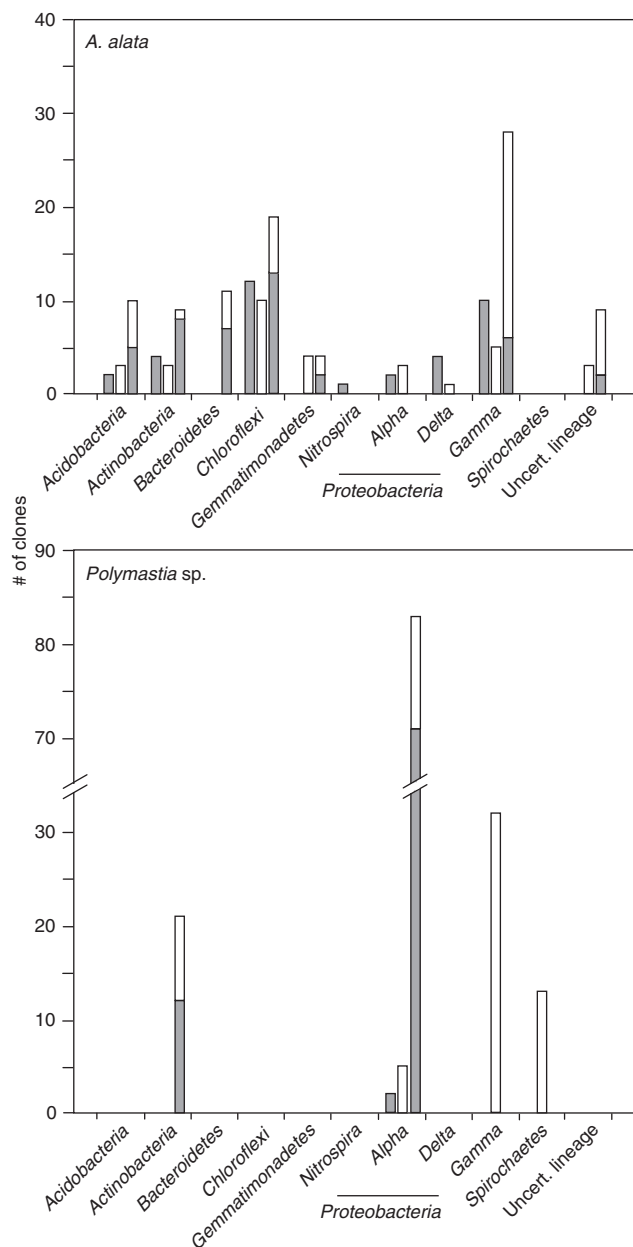 40
A. alata
30
20
10
0
Acidobacteria
Actinobacteria
Bacteroidetes
Chloroflexi
Gemmatimonadetes
Nitrospira
Alpha
Delta
Gamma
Spirochaetes
Uncert. lineage
Proteobacteria
# of clones
90
Polymastia sp.
80
70
30
20
10
0
Acidobacteria
Actinobacteria
Bacteroidetes
Chloroflexi
Gemmatimonadetes
Nitrospira
Alpha
Delta
Gamma
Spirochaetes
Uncert. lineage
Proteobacteria